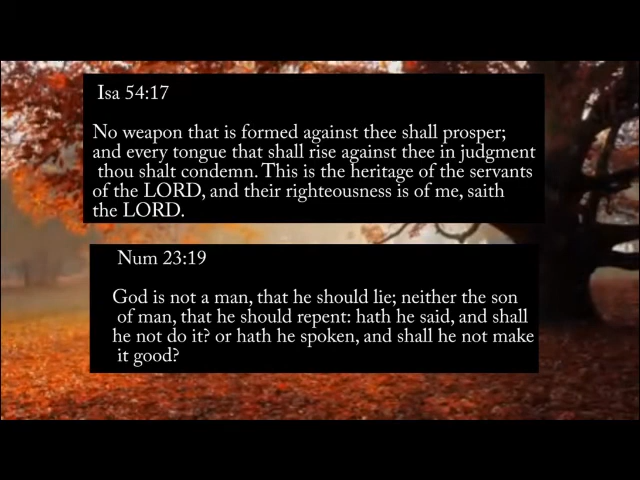 Isa 54:17
No weapon that is formed against thee shall prosper;
and every tongue that shall rise against thee in judgment
thou shalt condemn. This is the heritage of the servants
of the LORD, and their righteousness is of me, saith
the LORD.
Num 23:19
God is not a man, that he should lie; neither the son
of man, that he should repent: hath he said, and shall
he not do it? or hath he spoken, and shall he not make
it good?